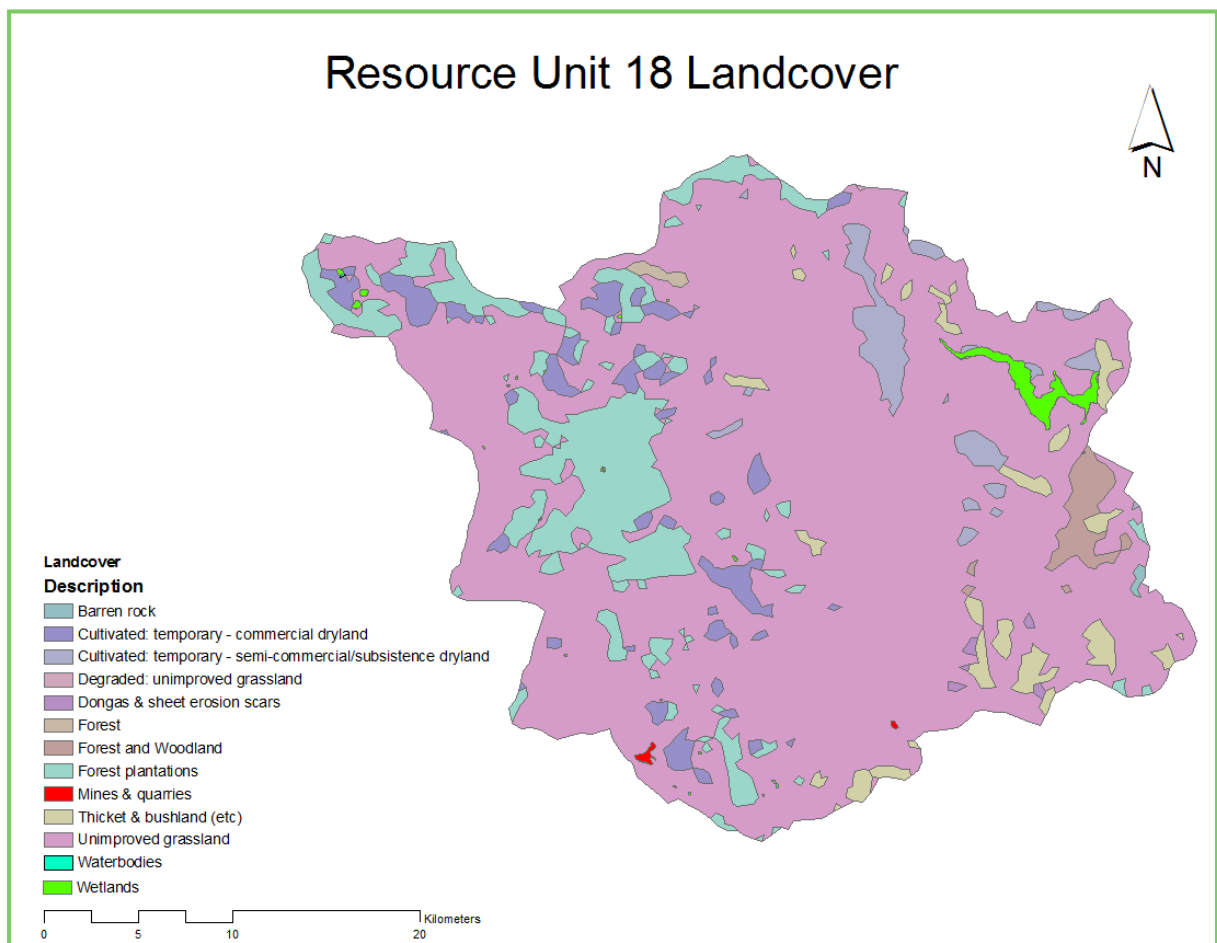 Resource Unit 18 Landcover
N
Landcover
Description
Barren rock
Cultivated: temporary - commercial dryland
Cultivated: temporary - semi-commercial/subsistence dryland
Degraded: unimproved grassland
Dongas & sheet erosion scars
Forest
Forest and Woodland
Forest plantations
Mines & quarries
Thicket & bushland (etc)
Unimproved grassland
Waterbodies
Wetlands
Kilometers
0 5 10 20